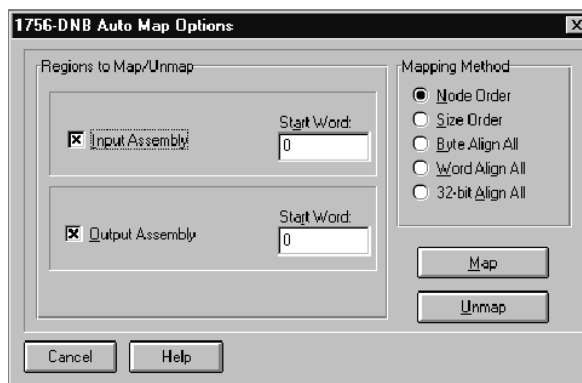 1756-DNB Auto Map Options
Regions to Map/Unmap
Input Assembly
Start Word:
0
Output Assembly
Start Word:
0
Mapping Method
Node Order
Size Order
Byte Align All
Word Align All
32-bit Align All
Map
Unmap
Cancel
Help